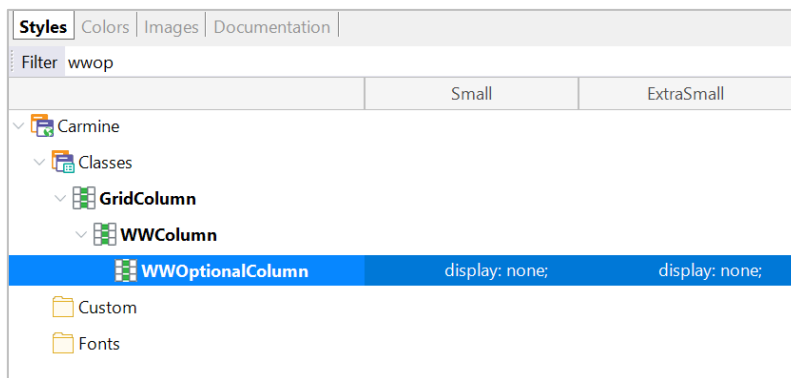 Styles Colors Images Documentation
Filter wwop
Small ExtraSmall
Carmine
Classes
GridColumn
WWColumn
WWOptionalColumn display: none; display: none;
Custom
Fonts